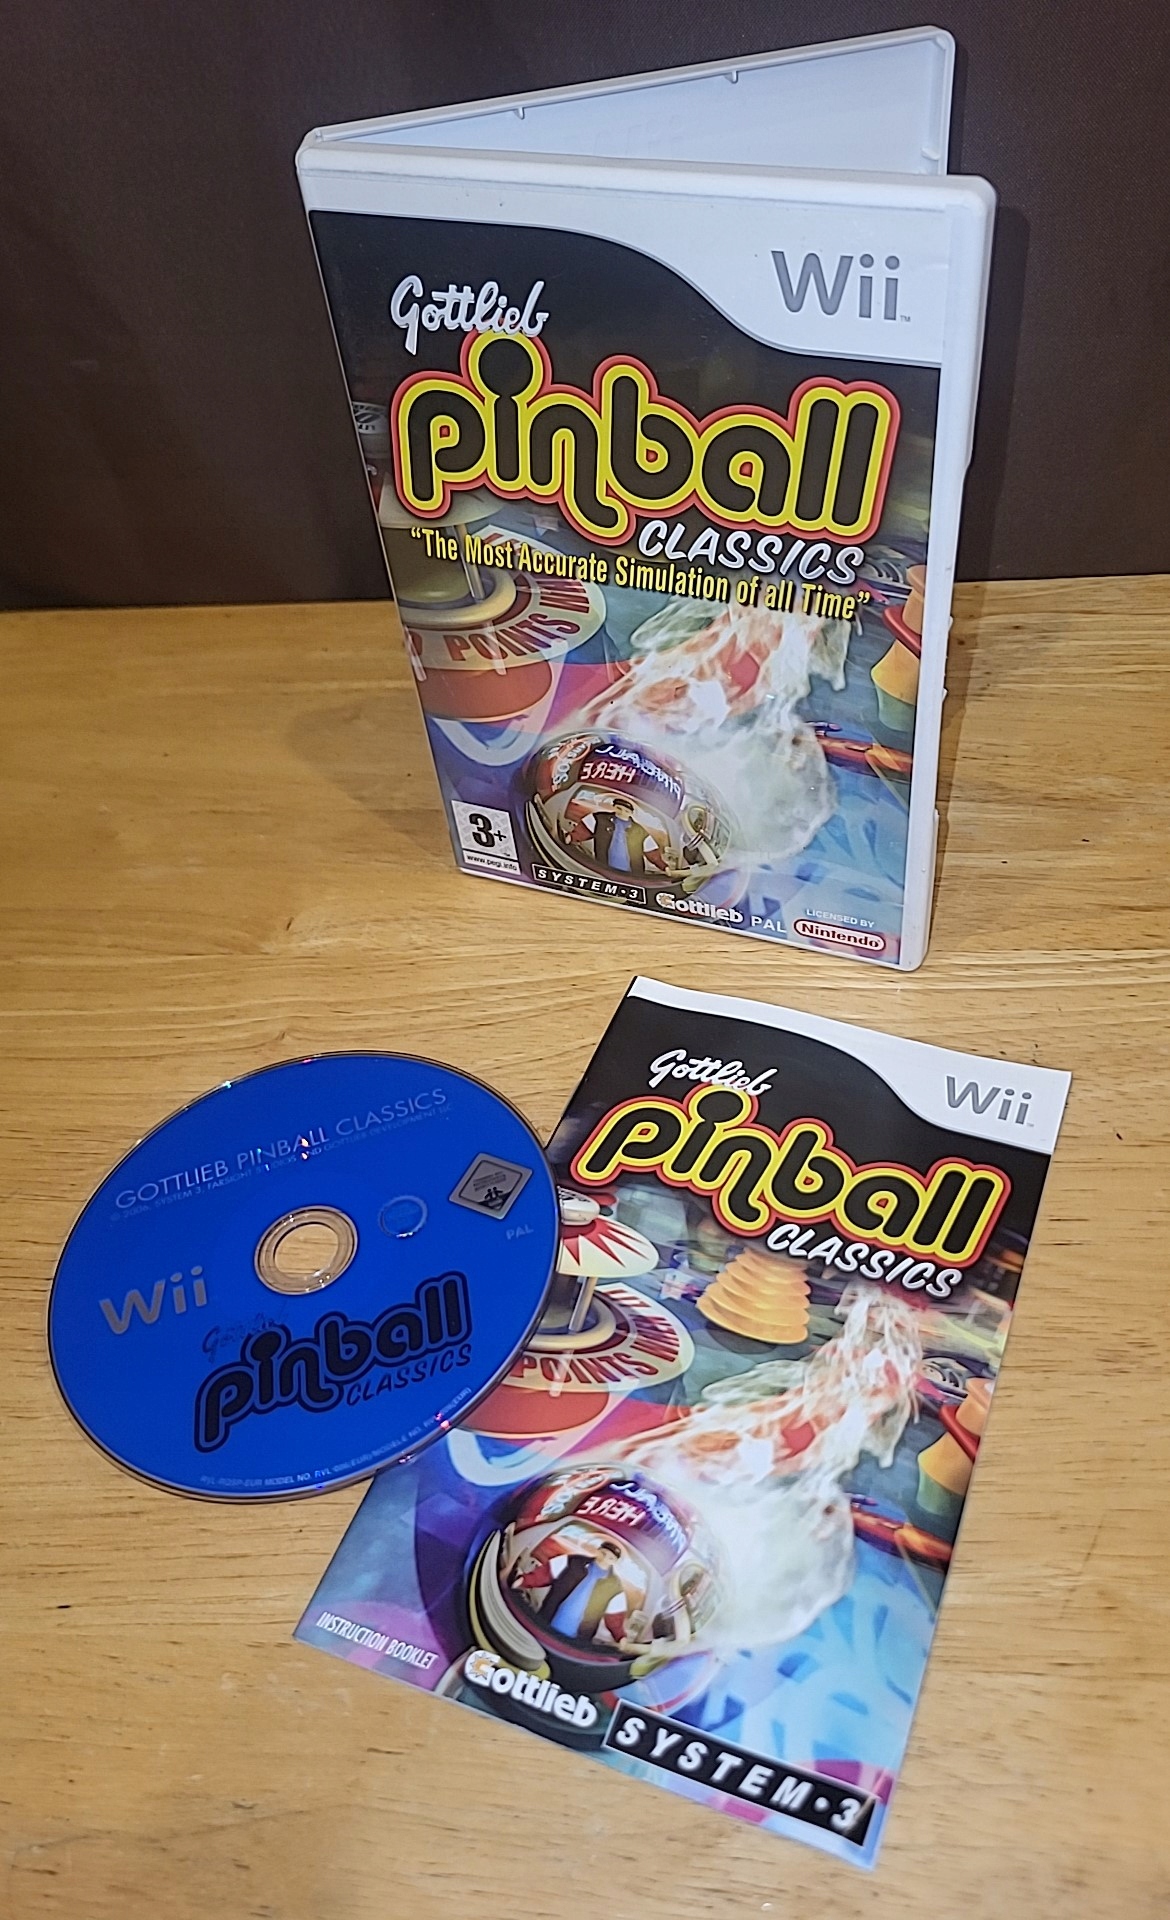 Wii
Gottlieb
pinball
CLASSICS
"The Most Accurate Simulation of all Time"
POINTS WHEN
HERE
3+
www.pegi.info
SYSTEM·3
Gottlieb
PAL
LICENSED BY
Nintendo
GOTTLIEB PINBALL CLASSICS
PAL
Wii
Gottlieb
pinball
CLASSICS
Wii
Gottlieb
pinball
CLASSICS
POINTS WHEN
HERE
INSTRUCTION BOOKLET
Gottlieb
SYSTEM·3